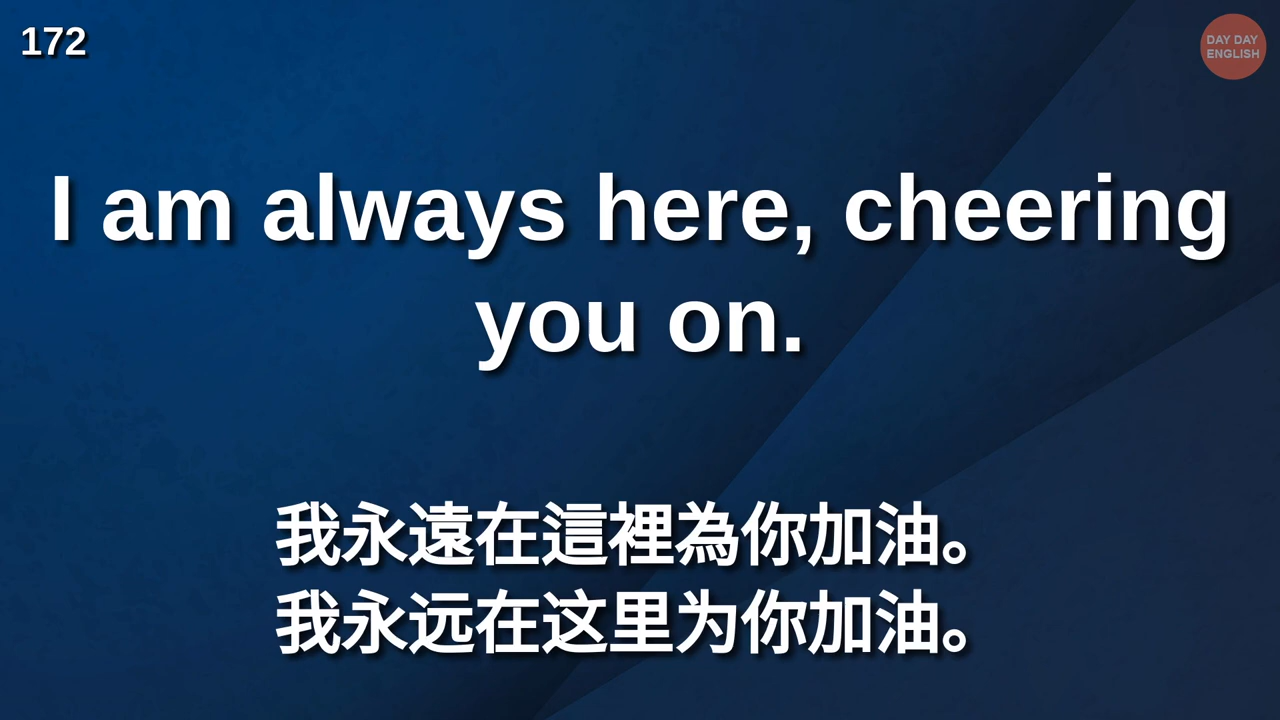 172
DAY DAY
ENGLISH
I am always here, cheering
you on.
我永遠在這裡為你加油。
我永远在这里为你加油。